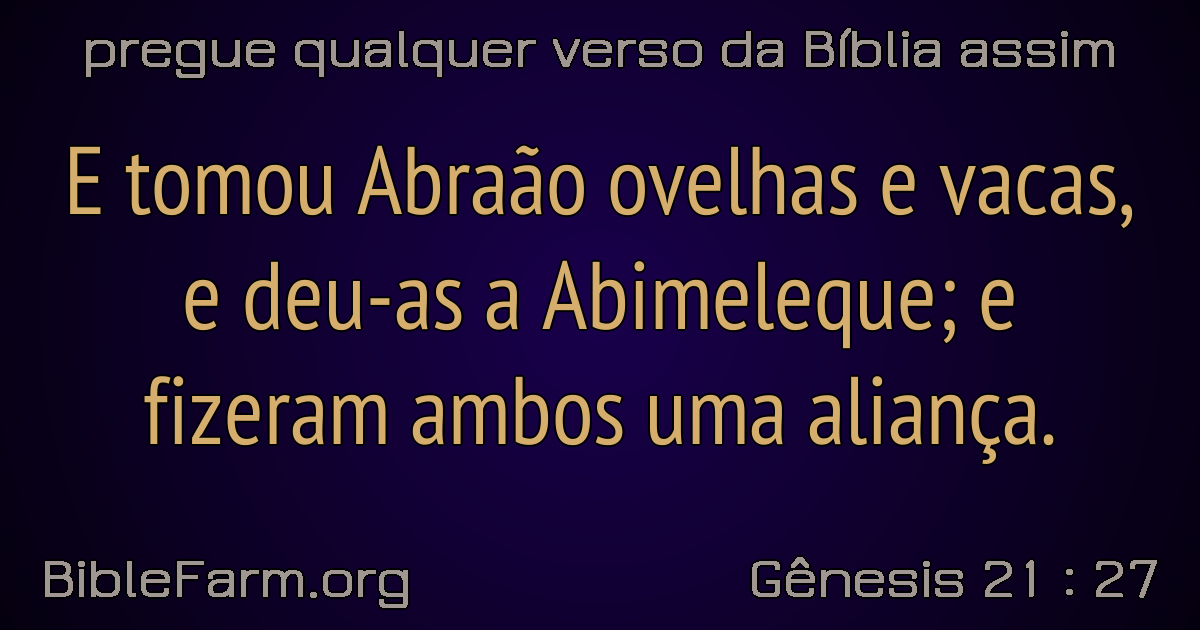 pregue qualquer verso da Bíblia assim
E tomou Abraão ovelhas e vacas,
e deu-as a Abimeleque; e
fizeram ambos uma aliança.
BibleFarm.org
Gênesis 21 : 27